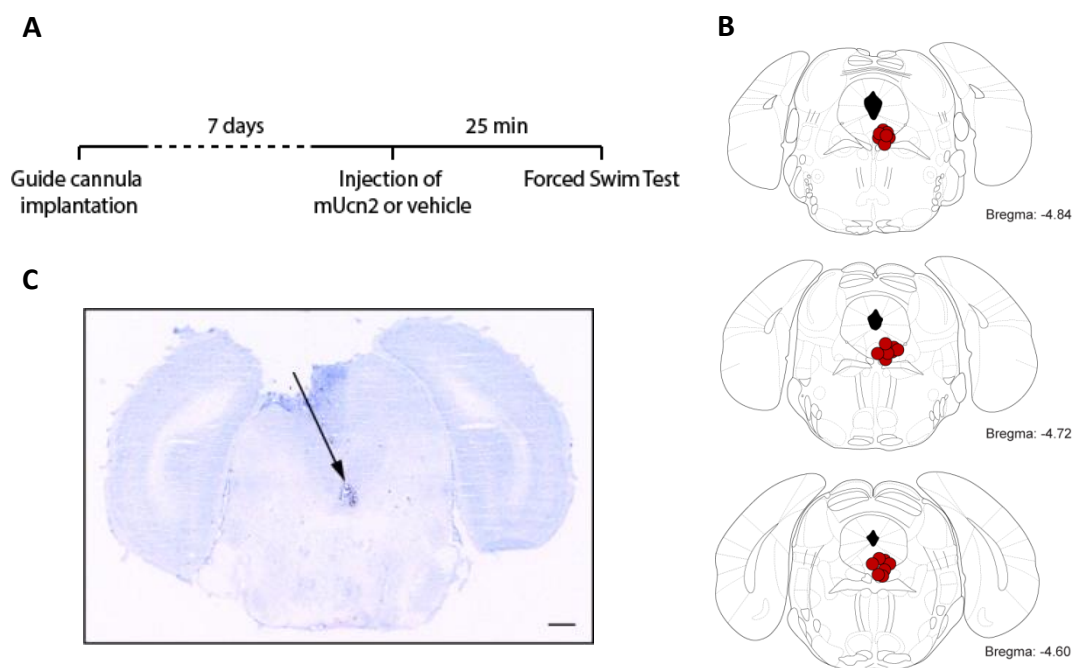 A
7 days
25 min
Guide cannula
implantation
Injection of
mUcn2 or vehicle
Forced Swim Test
B
Bregma: -4.84
Bregma: -4.72
Bregma: -4.60
C